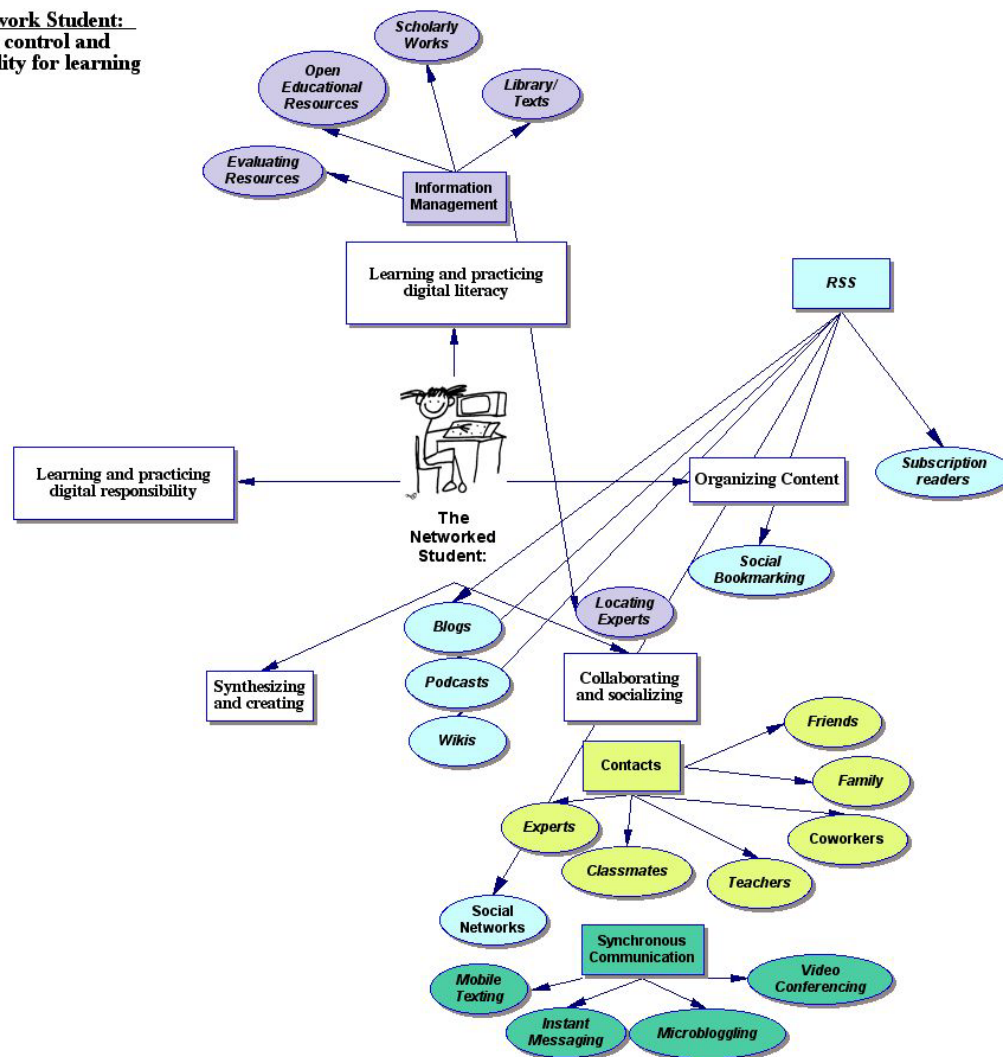 work Student:
control and
lity for learning
Scholarly
Works
Open
Educational
Resources
Library/
Texts
Evaluating
Resources
Information
Management
Learning and practicing
digital literacy
RSS
Learning and practicing
digital responsibility
Organizing Content
Subscription
readers
The
Networked
Student:
Social
Bookmarking
Locating
Experts
Blogs
Podcasts
Wikis
Synthesizing
and creating
Collaborating
and socializing
Friends
Contacts
Family
Experts
Coworkers
Classmates
Teachers
Social
Networks
Synchronous
Communication
Mobile
Texting
Video
Conferencing
Instant
Messaging
Microbloggling